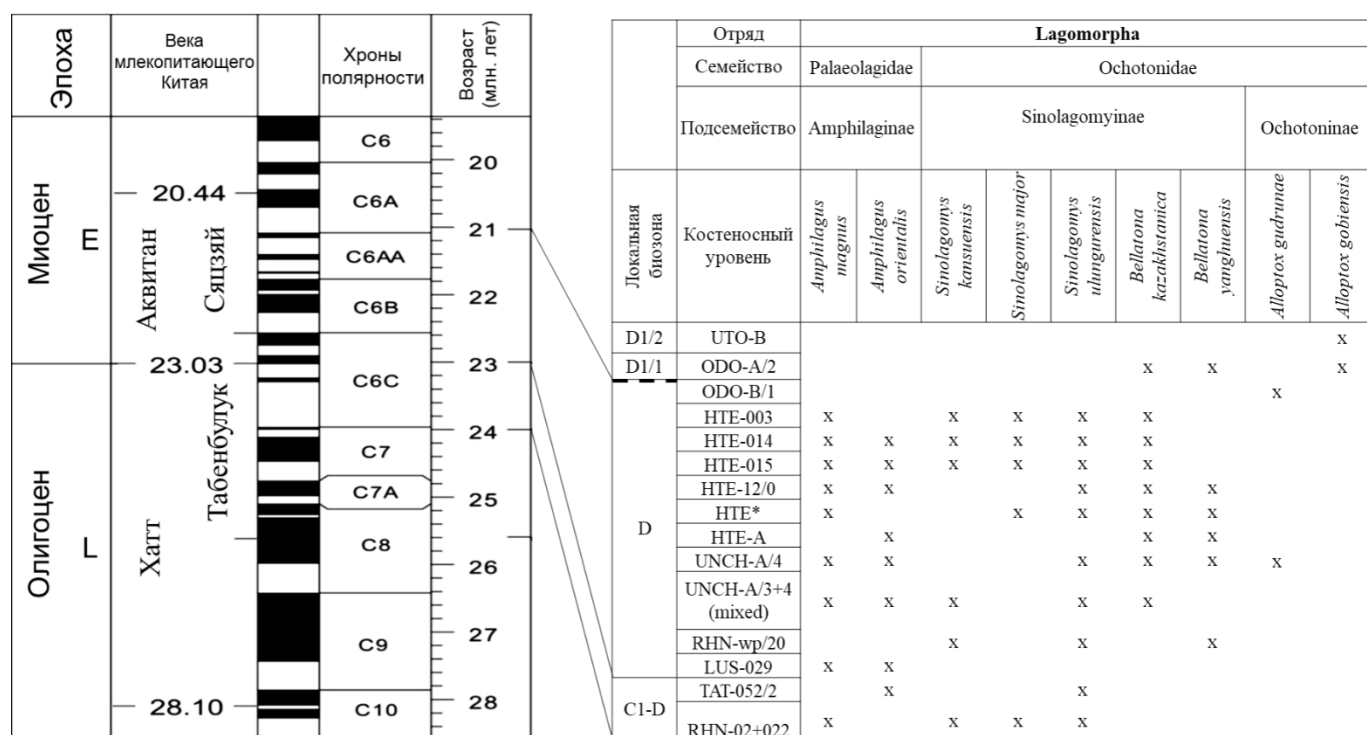 Эпоха
Века
млекопитающего
Китая
Хроны
полярности
Возраст
(млн. лет)
Миоцен
E
Аквитан
Сяцзяй
20.44
23.03
Олигоцен
L
Хатт
Табенбулук
28.10
C6
C6A
C6AA
C6B
C6C
C7
C7A
C8
C9
C10
20
21
22
23
24
25
26
27
28
Отряд Lagomorpha
Семейство Palaeolagidae Ochotonidae
Подсемейство Amphilaginae Sinolagomyinae Ochotoninae
Локальная
биозона
Костеносный
уровень
Amphilagus
magnus
Amphilagus
orientalis
Sinolagomys
kansuensis
Sinolagomys major
Sinolagomys
ulungurensis
Bellatona
kazakhstanica
Bellatona
yanghuensis
Alloptox gudrunae
Alloptox gobiensis
D1/2 UTO-B x
D1/1 ODO-A/2 x x x
D
ODO-B/1 x
HTE-003 x x x x x
HTE-014 x x x x x x
HTE-015 x x x x x x
HTE-12/0 x x x x x
HTE* x x x x x
HTE-A x x x
UNCH-A/4 x x x x x x
UNCH-A/3+4
(mixed) x x x x x
RHN-wp/20 x x x
LUS-029 x x
C1-D
TAT-052/2 x x
RHN-02+022 x x x x